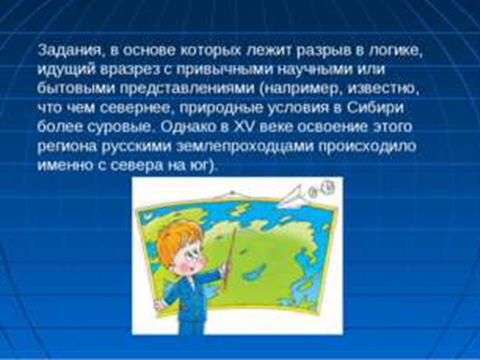 Задания, в основе которых лежит разрыв в логике,
идущий вразрез с привычными научными или
бытовыми представлениями (например, известно,
что чем севернее, природные условия в Сибири
более суровые. Однако в XV веке освоение этого
региона русскими землепроходцами происходило
именно с севера на юг).